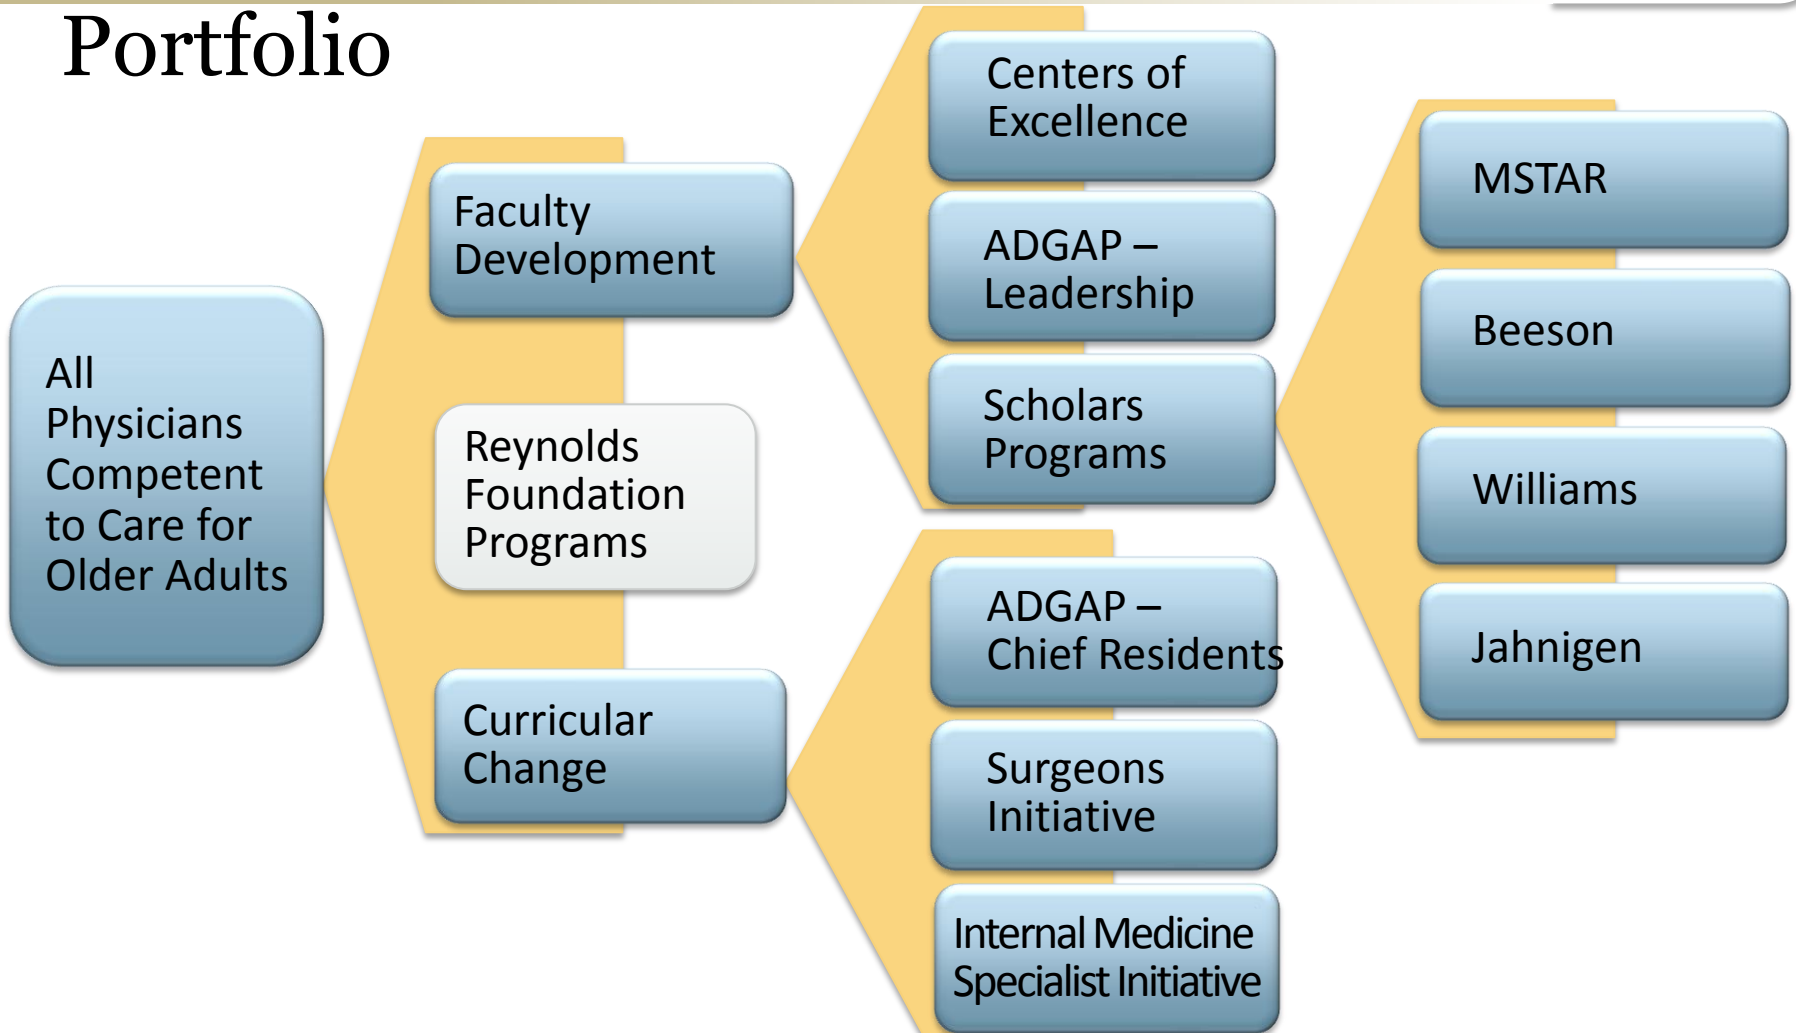 Portfolio
All
Physicians
Competent
to Care for
Older Adults
Faculty
Development
Reynolds
Foundation
Programs
Curricular
Change
Centers of
Excellence
ADGAP –
Leadership
Scholars
Programs
ADGAP –
Chief Residents
Surgeons
Initiative
Internal Medicine
Specialist Initiative
MSTAR
Beeson
Williams
Jahnigen